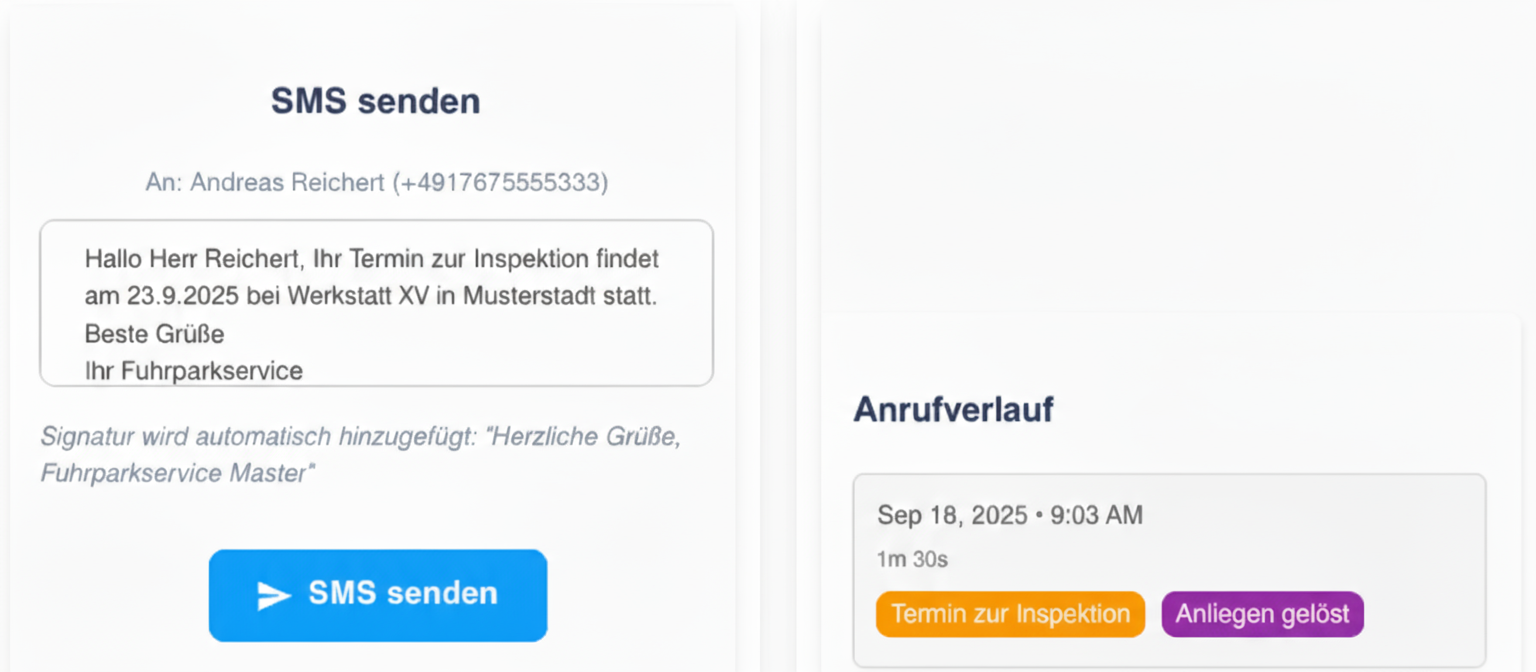 SMS senden
An: Andreas Reichert (+4917675555333)
Hallo Herr Reichert, Ihr Termin zur Inspektion findet
am 23.9.2025 bei Werkstatt XV in Musterstadt statt.
Beste Grüße
Ihr Fuhrparkservice
Signatur wird automatisch hinzugefügt: "Herzliche Grüße,
Fuhrparkservice Master"
SMS senden
Anrufverlauf
Sep 18, 2025 • 9:03 AM
1m 30s
Termin zur Inspektion
Anliegen gelöst